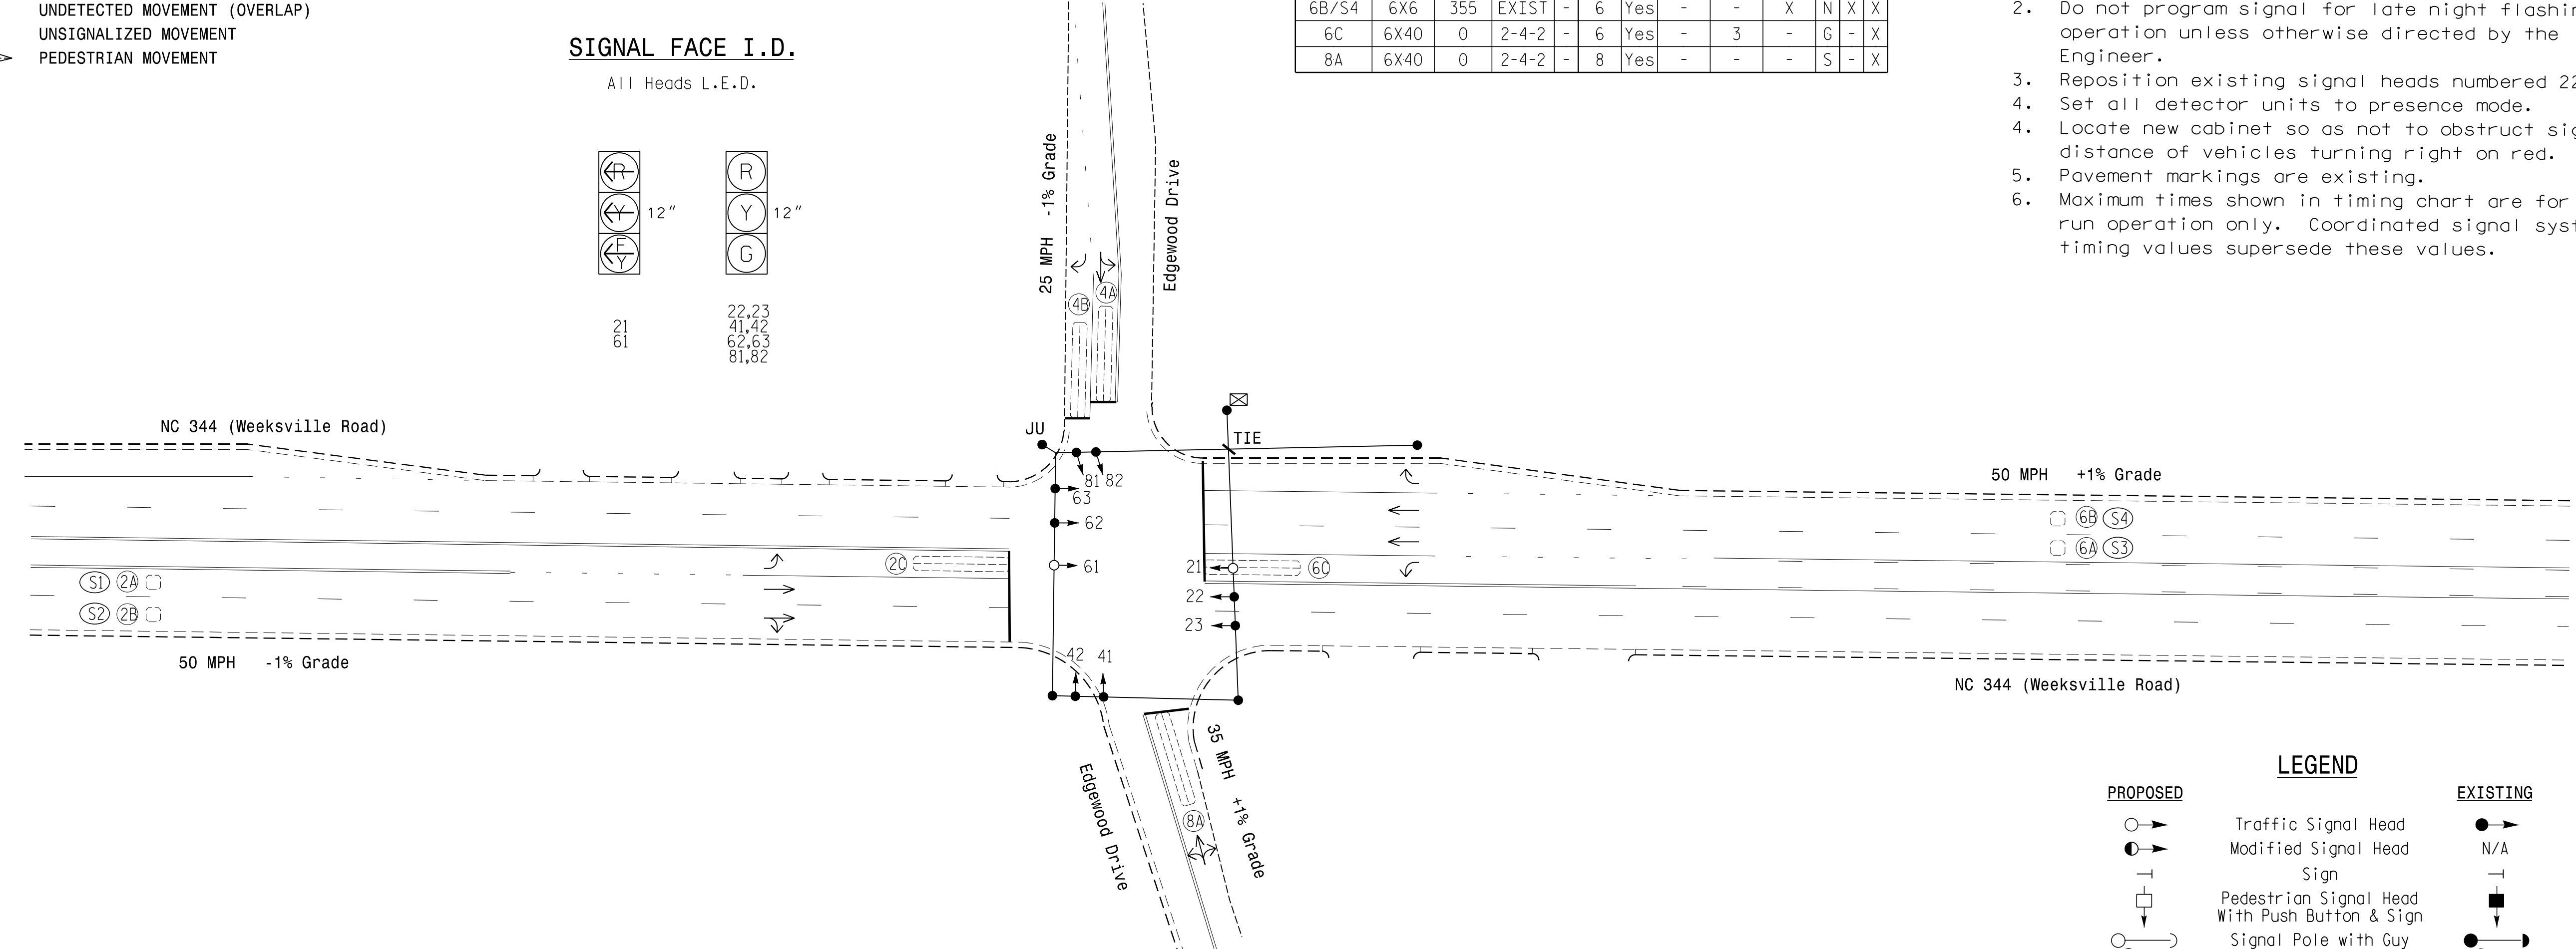 UNDETECTED MOVEMENT (OVERLAP)
UNSIGNALIZED MOVEMENT
PEDESTRIAN MOVEMENT
SIGNAL FACE I.D.
All Heads L.E.D.
R
Y
F
Y
12"
R
Y
G
12"
21
61
22,23
41,42
62,63
81,82
6B/S4 6X6 355 EXIST - 6 Yes - - X N X X
6C 6X40 0 2-4-2 - 6 Yes - 3 - G - X
8A 6X40 0 2-4-2 - 8 Yes - - - S - X
2. Do not program signal for late night flashin
operation unless otherwise directed by the
Engineer.
3. Reposition existing signal heads numbered 22
4. Set all detector units to presence mode.
4. Locate new cabinet so as not to obstruct sig
distance of vehicles turning right on red.
5. Pavement markings are existing.
6. Maximum times shown in timing chart are for
run operation only. Coordinated signal syst
timing values supersede these values.
25 MPH -1% Grade
Edgewood Drive
4B
4A
NC 344 (Weeksville Road)
JU
TIE
81 82
63
62
61
21
22
23
42 41
2C
6C
S1 2A
S2 2B
50 MPH -1% Grade
50 MPH +1% Grade
6B S4
6A S3
NC 344 (Weeksville Road)
Edgewood Drive
8A
35 MPH +1% Grade
LEGEND
PROPOSED EXISTING
Traffic Signal Head
Modified Signal Head N/A
Sign
Pedestrian Signal Head
With Push Button & Sign
Signal Pole with Guy